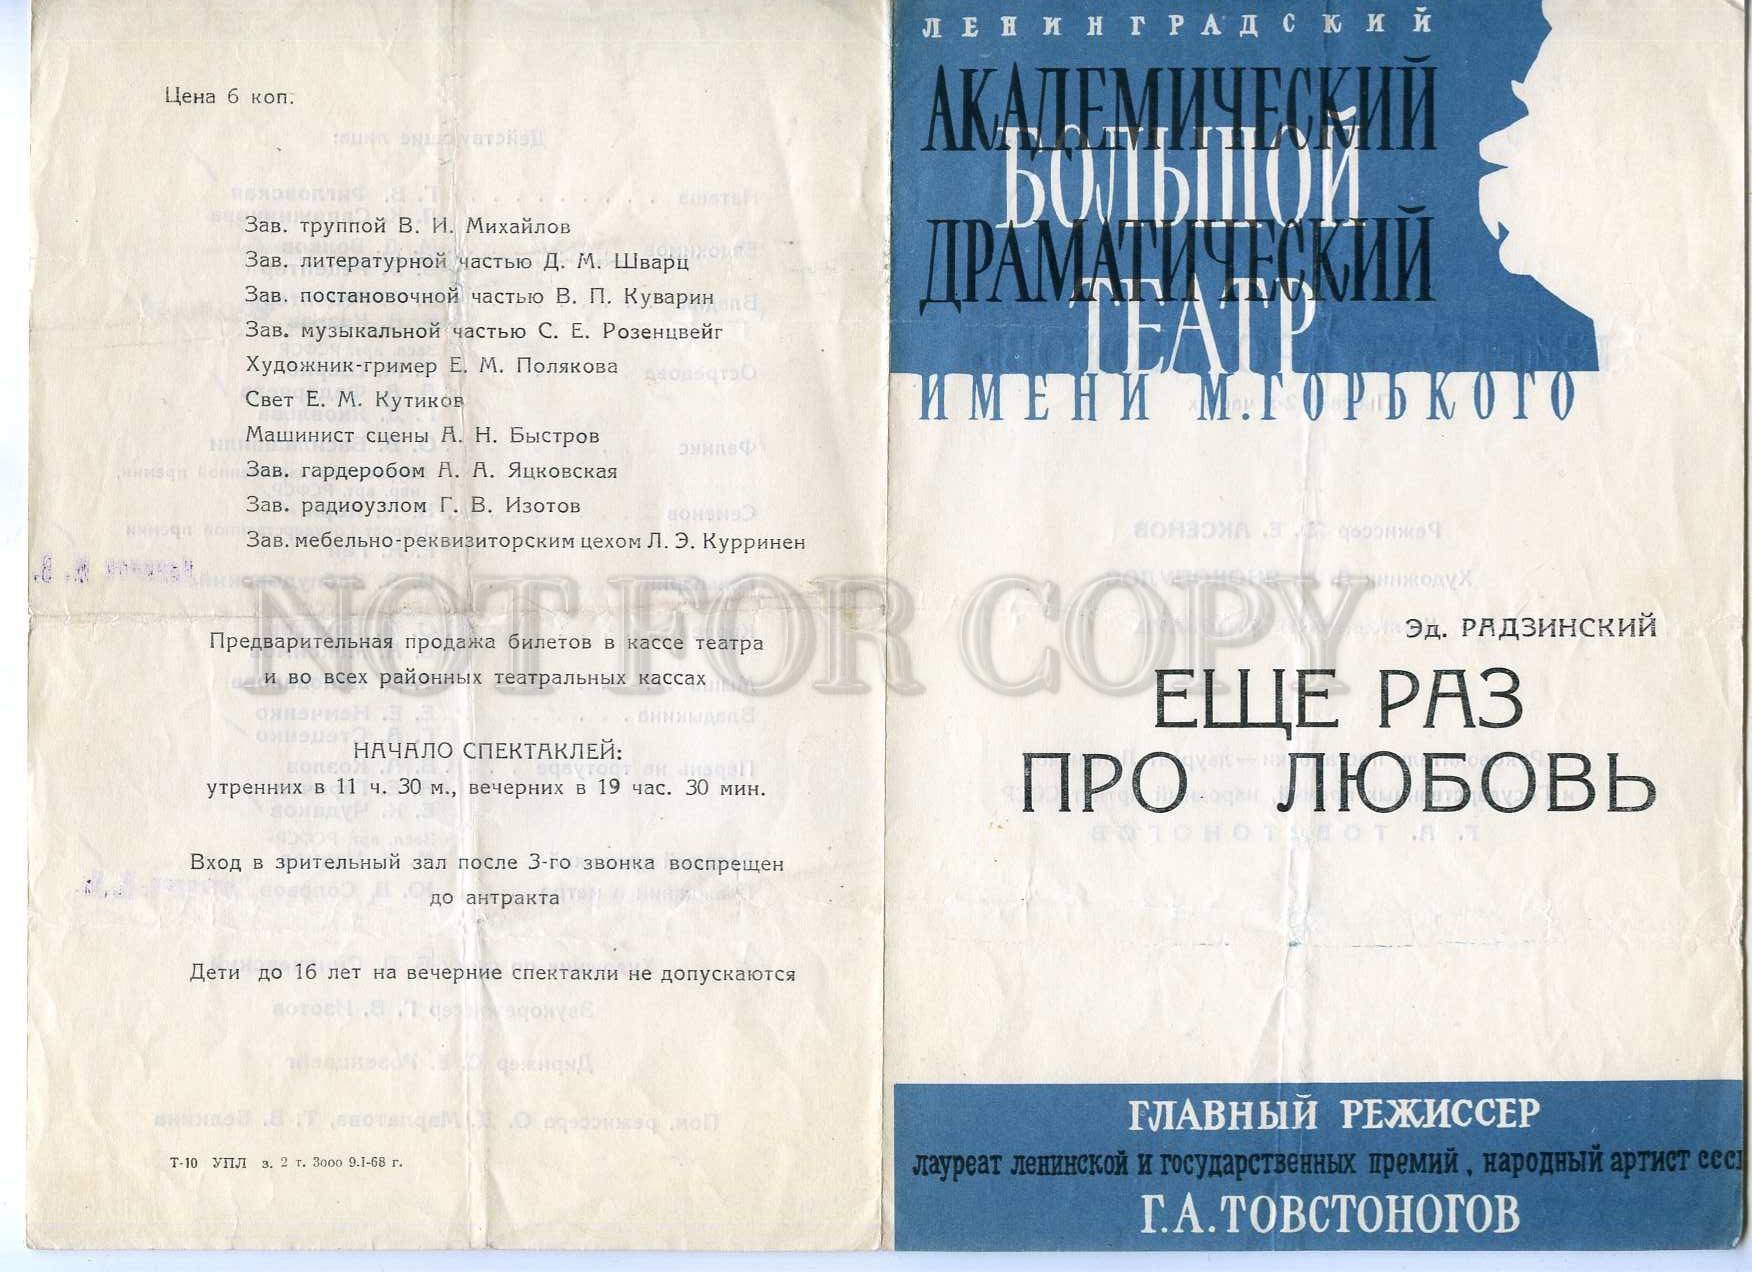 Цена 6 коп.
Зав. труппой В. И. Михайлов
Зав. литературной частью Д. М. Шварц
Зав. постановочной частью В. П. Куварин
Зав. музыкальной частью С. Е. Розенцвейг
Художник-гример Е. М. Полякова
Свет Е. М. Кутиков
Машинист сцены А. Н. Быстров
Зав. гардеробом А. А. Яцковская
Зав. радиоузлом Г. В. Изотов
Зав. мебельно-реквизиторским цехом Л. Э. Курринен
Предварительная продажа билетов в кассе театра
и во всех районных театральных кассах
НАЧАЛО СПЕКТАКЛЕЙ:
утренних в 11 ч. 30 м., вечерних в 19 час. 30 мин.
Вход в зрительный зал после 3-го звонка воспрещен
до антракта
Дети до 16 лет на вечерние спектакли не допускаются
Т-10 УПЛ з. 2 т. 3000 9.I-68 г.
ЛЕНИНГРАДСКИЙ
АКАДЕМИЧЕСКИЙ
БОЛЬШОЙ
ДРАМАТИЧЕСКИЙ
ТЕАТР
ИМЕНИ М.ГОРЬКОГО
Эд. РАДЗИНСКИЙ
ЕЩЕ РАЗ
ПРО ЛЮБОВЬ
ГЛАВНЫЙ РЕЖИССЕР
лауреат ленинской и государственных премий, народный артист ссср
Г.А.ТОВСТОНОГОВ
NOT FOR COPY